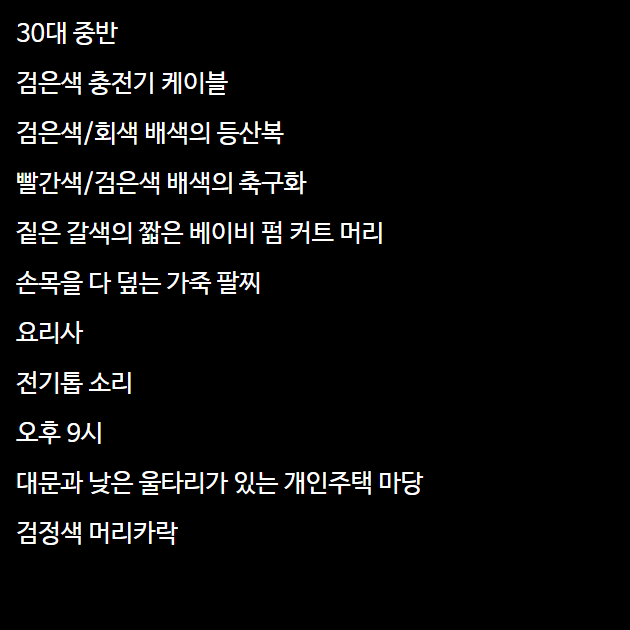 30대 중반
검은색 충전기 케이블
검은색/회색 배색의 등산복
빨간색/검은색 배색의 축구화
짙은 갈색의 짧은 베이비 펌 커트 머리
손목을 다 덮는 가죽 팔찌
요리사
전기톱 소리
오후 9시
대문과 낮은 울타리가 있는 개인주택 마당
검정색 머리카락